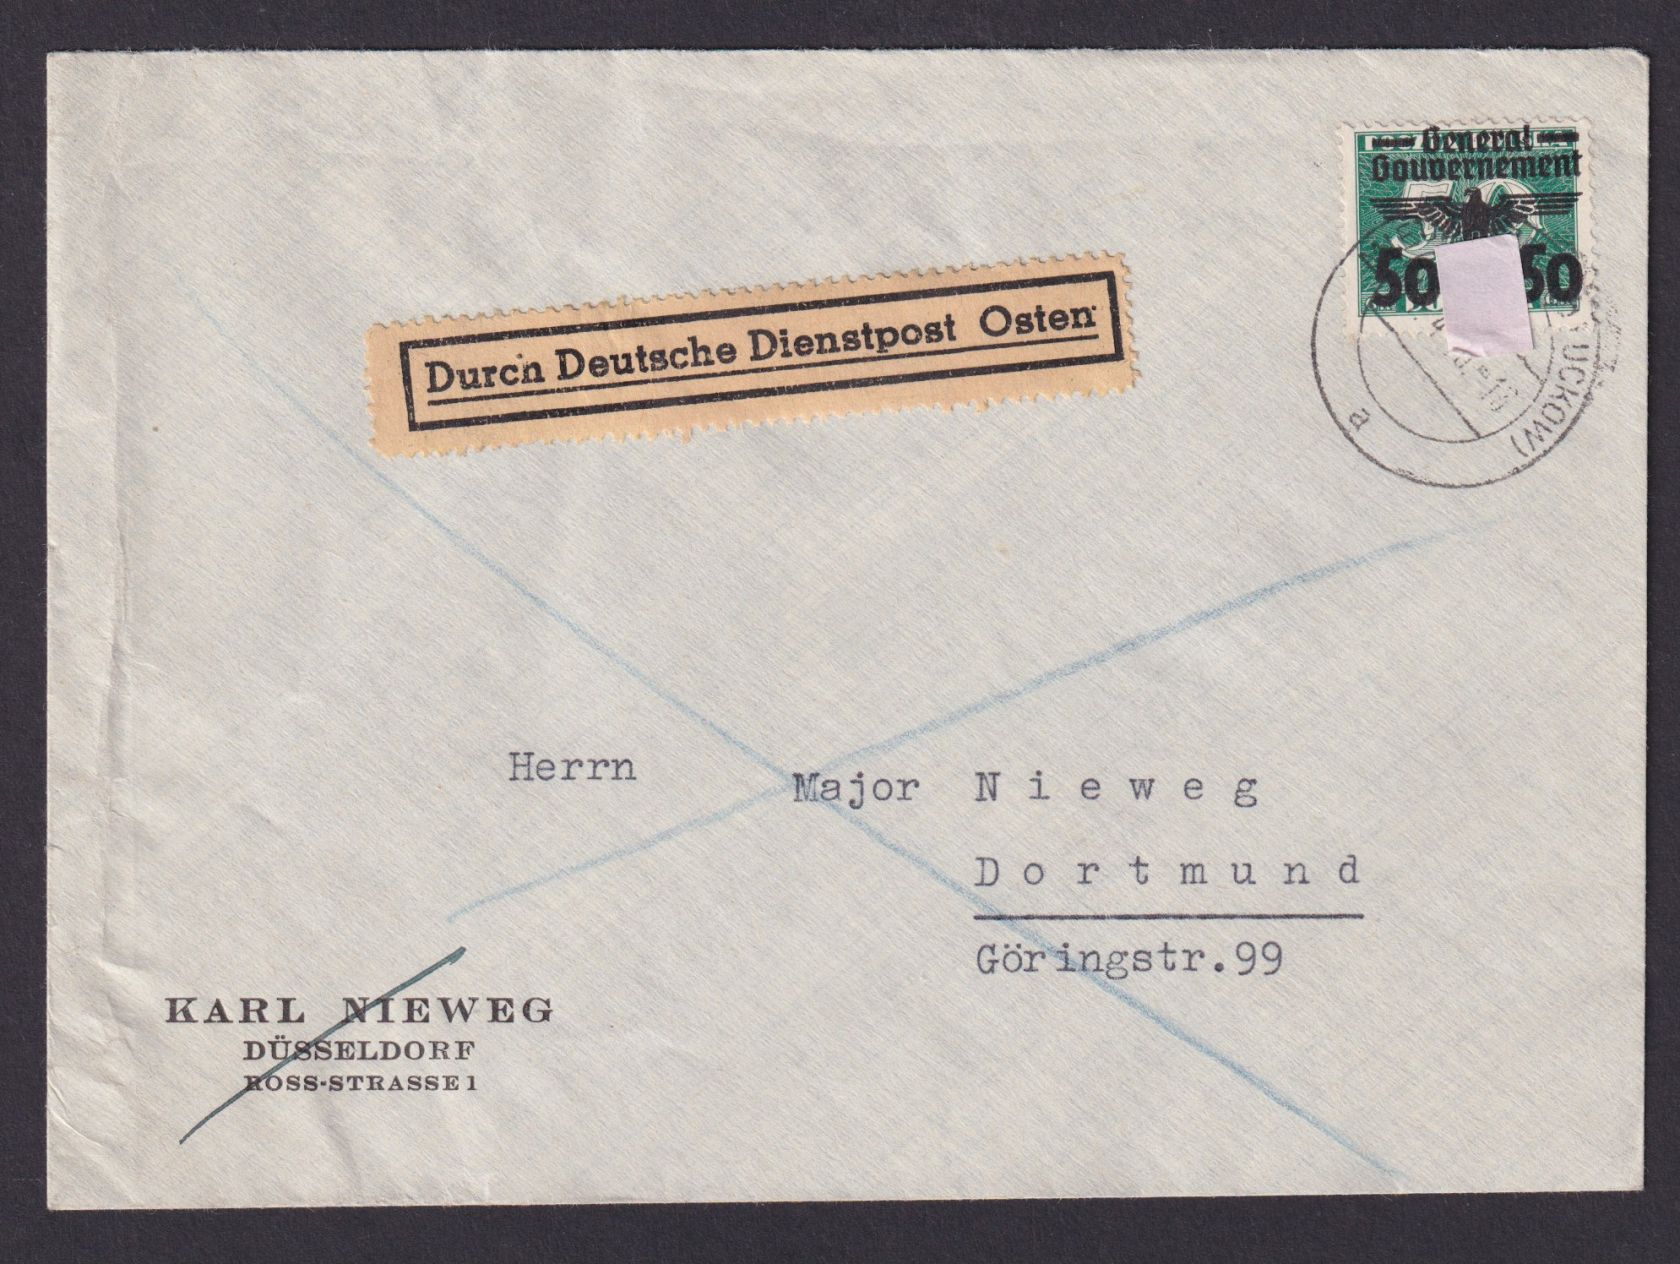 General
Gouvernement
50 50
Durch Deutsche Dienstpost Osten
a
Herrn
Major Nieweg
Dortmund
Göringstr.99
KARL NIEWEG
DÜSSELDORF
ROSS-STRASSE 1